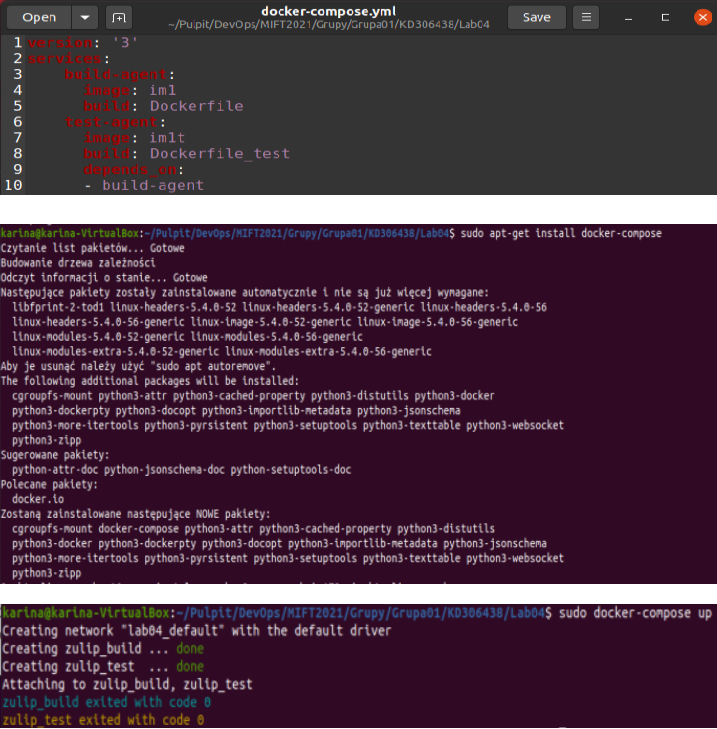 Open
docker-compose.yml
~/Pulpit/DevOps/MIFT2021/Grupy/Grupa01/KD306438/Lab04
Save
1 version: '3'
2 services:
3 build-agent:
4 image: im1
5 build: Dockerfile
6 test-agent:
7 image: im1t
8 build: Dockerfile_test
9 depends_on:
10 - build-agent
karina@karina-VirtualBox:~/Pulpit/DevOps/MIFT2021/Grupy/Grupa01/KD306438/Lab04$ sudo apt-get install docker-compose
Czytanie list pakietów... Gotowe
Budowanie drzewa zależności
Odczyt informacji o stanie... Gotowe
Następujące pakiety zostały zainstalowane automatycznie i nie są już więcej wymagane:
libfprint-2-tod1 linux-headers-5.4.0-52 linux-headers-5.4.0-52-generic linux-headers-5.4.0-56
linux-headers-5.4.0-56-generic linux-image-5.4.0-52-generic linux-image-5.4.0-56-generic
linux-modules-5.4.0-52-generic linux-modules-5.4.0-56-generic
linux-modules-extra-5.4.0-52-generic linux-modules-extra-5.4.0-56-generic
Aby je usunąć należy użyć "sudo apt autoremove".
The following additional packages will be installed:
cgroupfs-mount python3-attr python3-cached-property python3-distutils python3-docker
python3-dockerpty python3-docopt python3-importlib-metadata python3-jsonschema
python3-more-itertools python3-pyrsistent python3-setuptools python3-texttable python3-websocket
python3-zipp
Sugerowane pakiety:
python-attr-doc python-jsonschema-doc python-setuptools-doc
Polecane pakiety:
docker.io
Zostaną zainstalowane następujące NOWE pakiety:
cgroupfs-mount docker-compose python3-attr python3-cached-property python3-distutils
python3-docker python3-dockerpty python3-docopt python3-importlib-metadata python3-jsonschema
python3-more-itertools python3-pyrsistent python3-setuptools python3-texttable python3-websocket
python3-zipp
karina@karina-VirtualBox:~/Pulpit/DevOps/MIFT2021/Grupy/Grupa01/KD306438/Lab04$ sudo docker-compose up
Creating network "lab04_default" with the default driver
Creating zulip_build ... done
Creating zulip_test ... done
Attaching to zulip_build, zulip_test
zulip_build exited with code 0
zulip_test exited with code 0